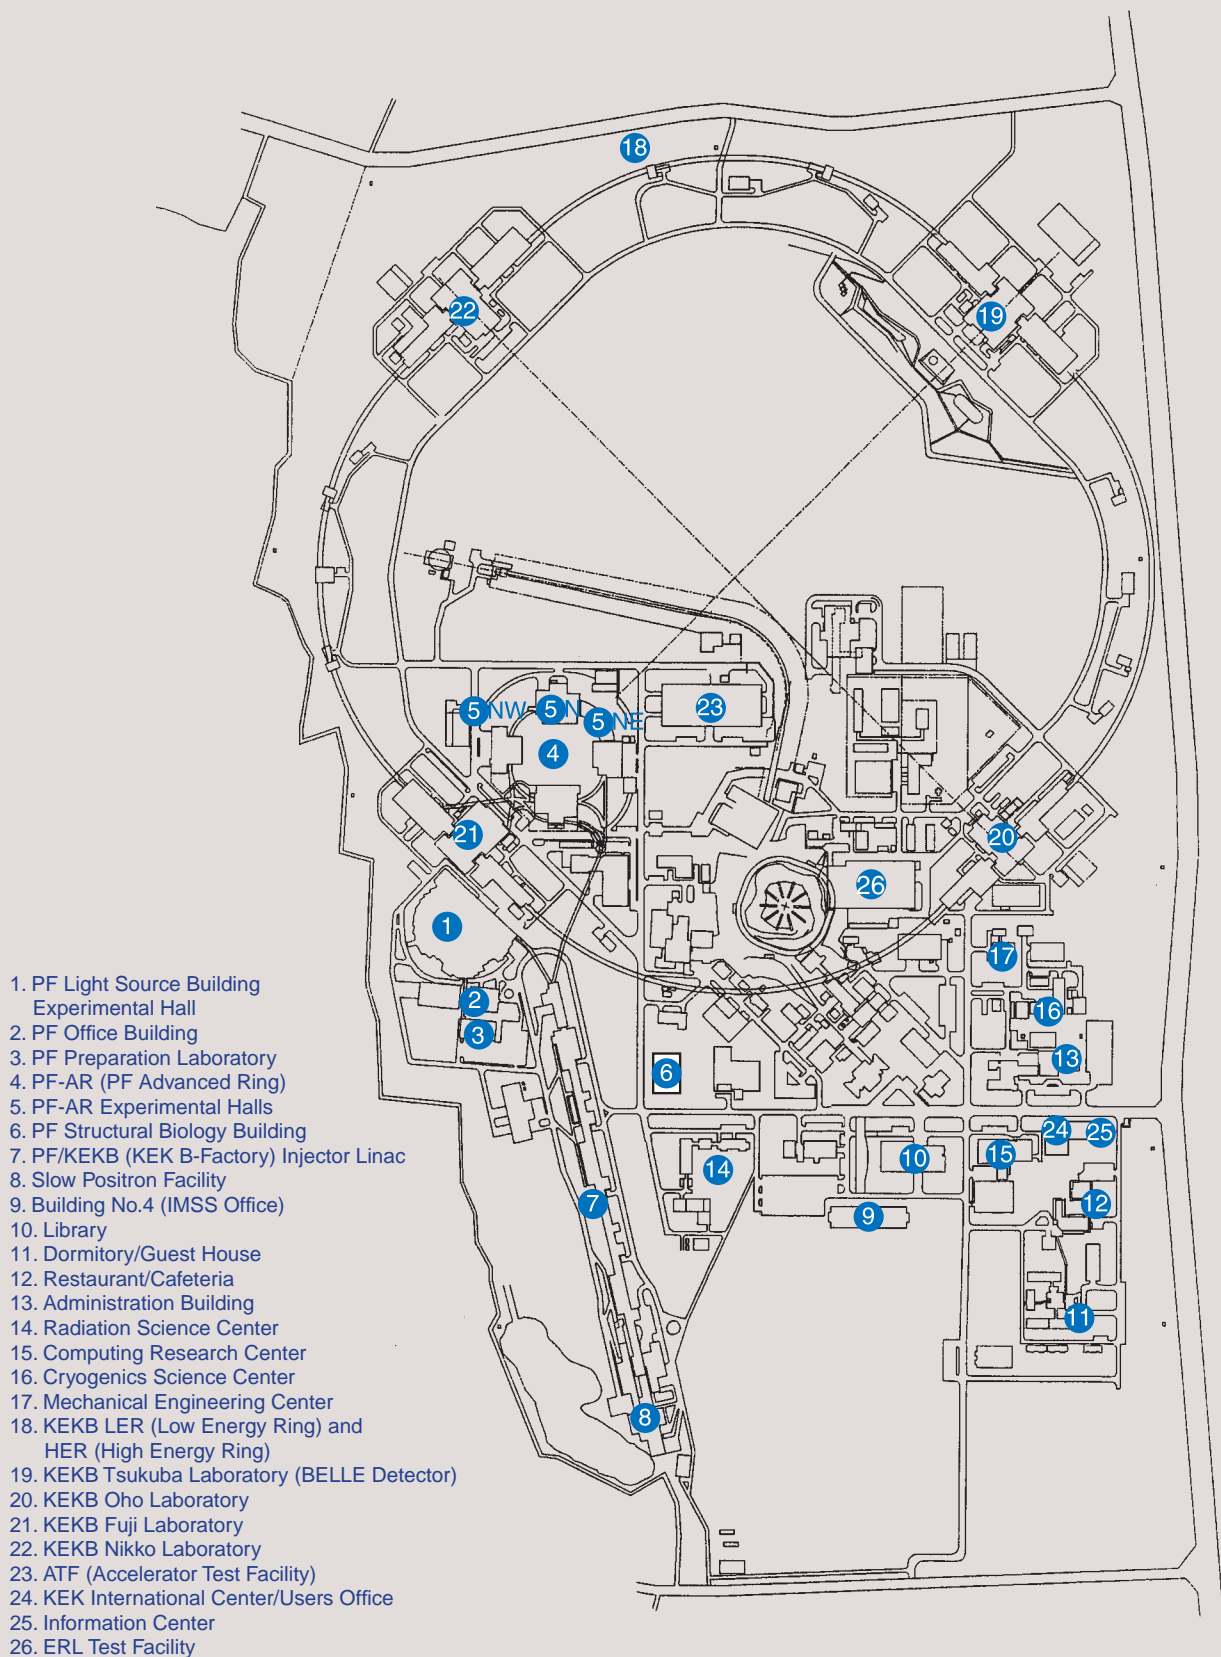 18
22
19
5 NW
5 N
5 NE
23
4
21
20
26
1
17
2
16
3
13
6
24
25
15
10
14
12
7
9
11
8
1. PF Light Source Building
Experimental Hall
2. PF Office Building
3. PF Preparation Laboratory
4. PF-AR (PF Advanced Ring)
5. PF-AR Experimental Halls
6. PF Structural Biology Building
7. PF/KEKB (KEK B-Factory) Injector Linac
8. Slow Positron Facility
9. Building No.4 (IMSS Office)
10. Library
11. Dormitory/Guest House
12. Restaurant/Cafeteria
13. Administration Building
14. Radiation Science Center
15. Computing Research Center
16. Cryogenics Science Center
17. Mechanical Engineering Center
18. KEKB LER (Low Energy Ring) and
HER (High Energy Ring)
19. KEKB Tsukuba Laboratory (BELLE Detector)
20. KEKB Oho Laboratory
21. KEKB Fuji Laboratory
22. KEKB Nikko Laboratory
23. ATF (Accelerator Test Facility)
24. KEK International Center/Users Office
25. Information Center
26. ERL Test Facility